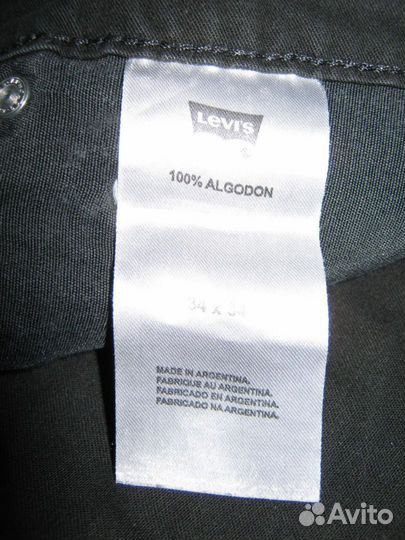 Levi's
100% ALGODON
34 x 34
MADE IN ARGENTINA.
FABRIQUE AU ARGENTINA.
FABRICADO EN ARGENTINA.
FABRICADO NA ARGENTINA.
Avito